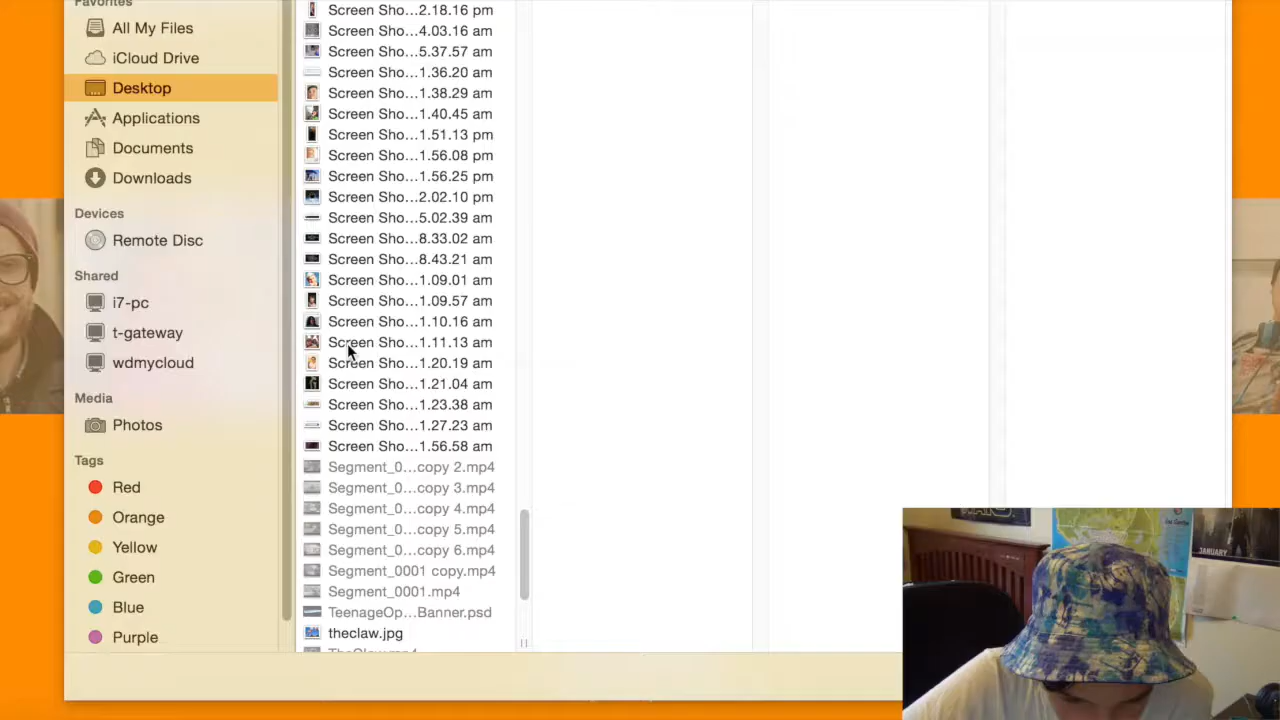 Favorites
All My Files
iCloud Drive
Desktop
Applications
Documents
Downloads
Devices
Remote Disc
Shared
i7-pc
t-gateway
wdmycloud
Media
Photos
Tags
Red
Orange
Yellow
Green
Blue
Purple
Screen Sho...2.18.16 pm
Screen Sho...4.03.16 am
Screen Sho...5.37.57 am
Screen Sho...1.36.20 am
Screen Sho...1.38.29 am
Screen Sho...1.40.45 am
Screen Sho...1.51.13 pm
Screen Sho...1.56.08 pm
Screen Sho...1.56.25 pm
Screen Sho...2.02.10 pm
Screen Sho...5.02.39 am
Screen Sho...8.33.02 am
Screen Sho...8.43.21 am
Screen Sho...1.09.01 am
Screen Sho...1.09.57 am
Screen Sho...1.10.16 am
Screen Sho...1.11.13 am
Screen Sho...1.20.19 am
Screen Sho...1.21.04 am
Screen Sho...1.23.38 am
Screen Sho...1.27.23 am
Screen Sho...1.56.58 am
Segment_0...copy 2.mp4
Segment_0...copy 3.mp4
Segment_0...copy 4.mp4
Segment_0...copy 5.mp4
Segment_0...copy 6.mp4
Segment_0001 copy.mp4
Segment_0001.mp4
TeenageOp...Banner.psd
theclaw.jpg
TheClaw.mp4
JANUARY